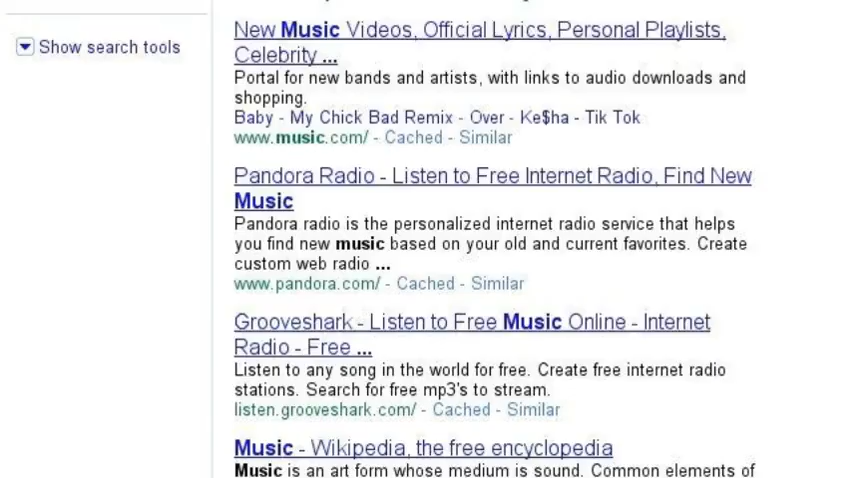 Show search tools
New Music Videos, Official Lyrics, Personal Playlists,
Celebrity ...
Portal for new bands and artists, with links to audio downloads and
shopping.
Baby - My Chick Bad Remix - Over - Ke$ha - Tik Tok
www.music.com/ - Cached - Similar
Pandora Radio - Listen to Free Internet Radio, Find New
Music
Pandora radio is the personalized internet radio service that helps
you find new music based on your old and current favorites. Create
custom web radio ...
www.pandora.com/ - Cached - Similar
Grooveshark - Listen to Free Music Online - Internet
Radio - Free ...
Listen to any song in the world for free. Create free internet radio
stations. Search for free mp3's to stream.
listen.grooveshark.com/ - Cached - Similar
Music - Wikipedia, the free encyclopedia
Music is an art form whose medium is sound. Common elements of